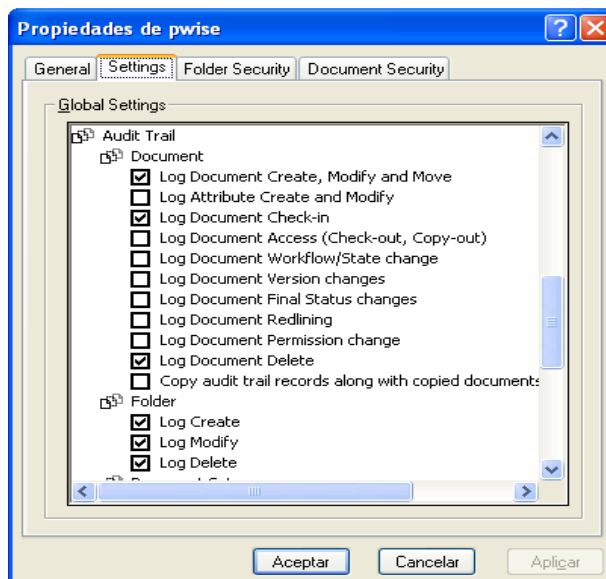 Propiedades de pwise
General Settings Folder Security Document Security
Global Settings
Audit Trail
Document
Log Document Create, Modify and Move
Log Attribute Create and Modify
Log Document Check-in
Log Document Access (Check-out, Copy-out)
Log Document Workflow/State change
Log Document Version changes
Log Document Final Status changes
Log Document Redlining
Log Document Permission change
Log Document Delete
Copy audit trail records along with copied documents
Folder
Log Create
Log Modify
Log Delete
Aceptar Cancelar Aplicar